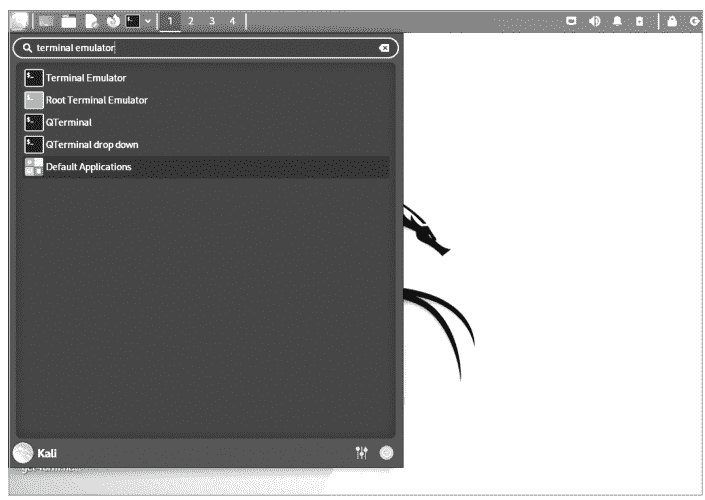 1 2 3 4
terminal emulator
Terminal Emulator
Root Terminal Emulator
QTerminal
QTerminal drop down
Default Applications
Kali